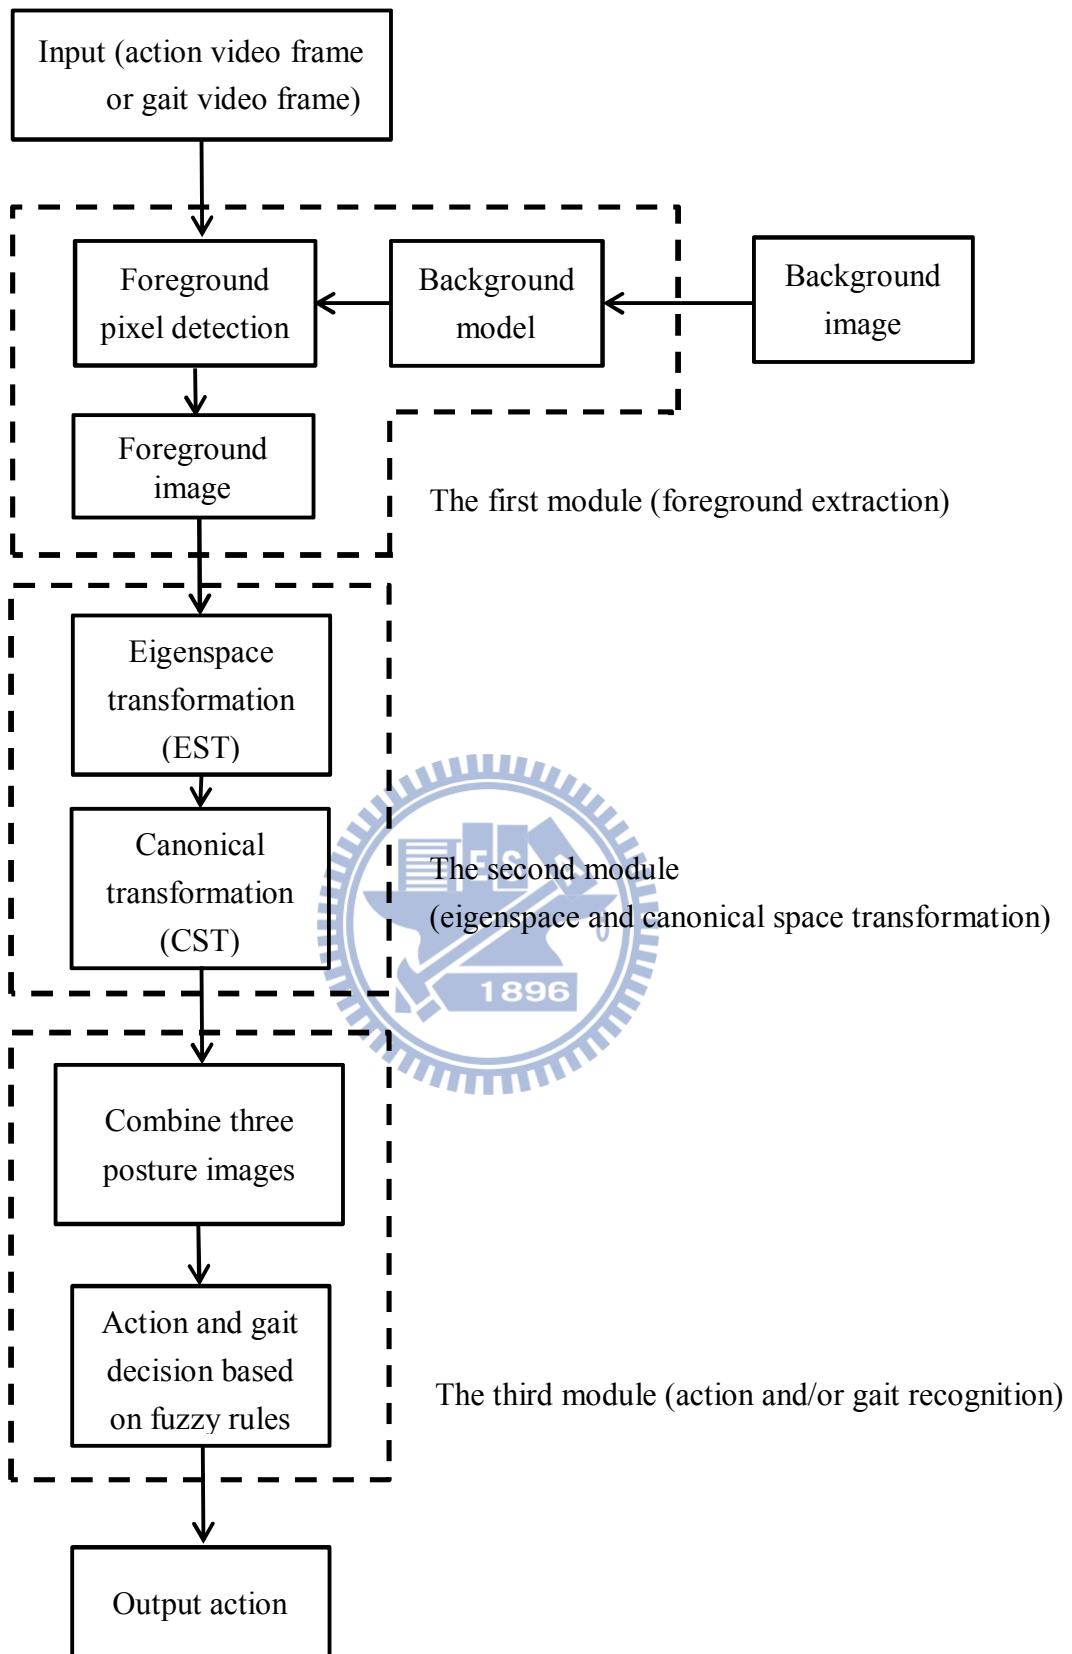 Input (action video frame
or gait video frame)
Foreground
pixel detection
Background
model
Background
image
Foreground
image
The first module (foreground extraction)
Eigenspace
transformation
(EST)
Canonical
transformation
(CST)
The second module
(eigenspace and canonical space transformation)
ES
1896
Combine three
posture images
Action and gait
decision based
on fuzzy rules
The third module (action and/or gait recognition)
Output action